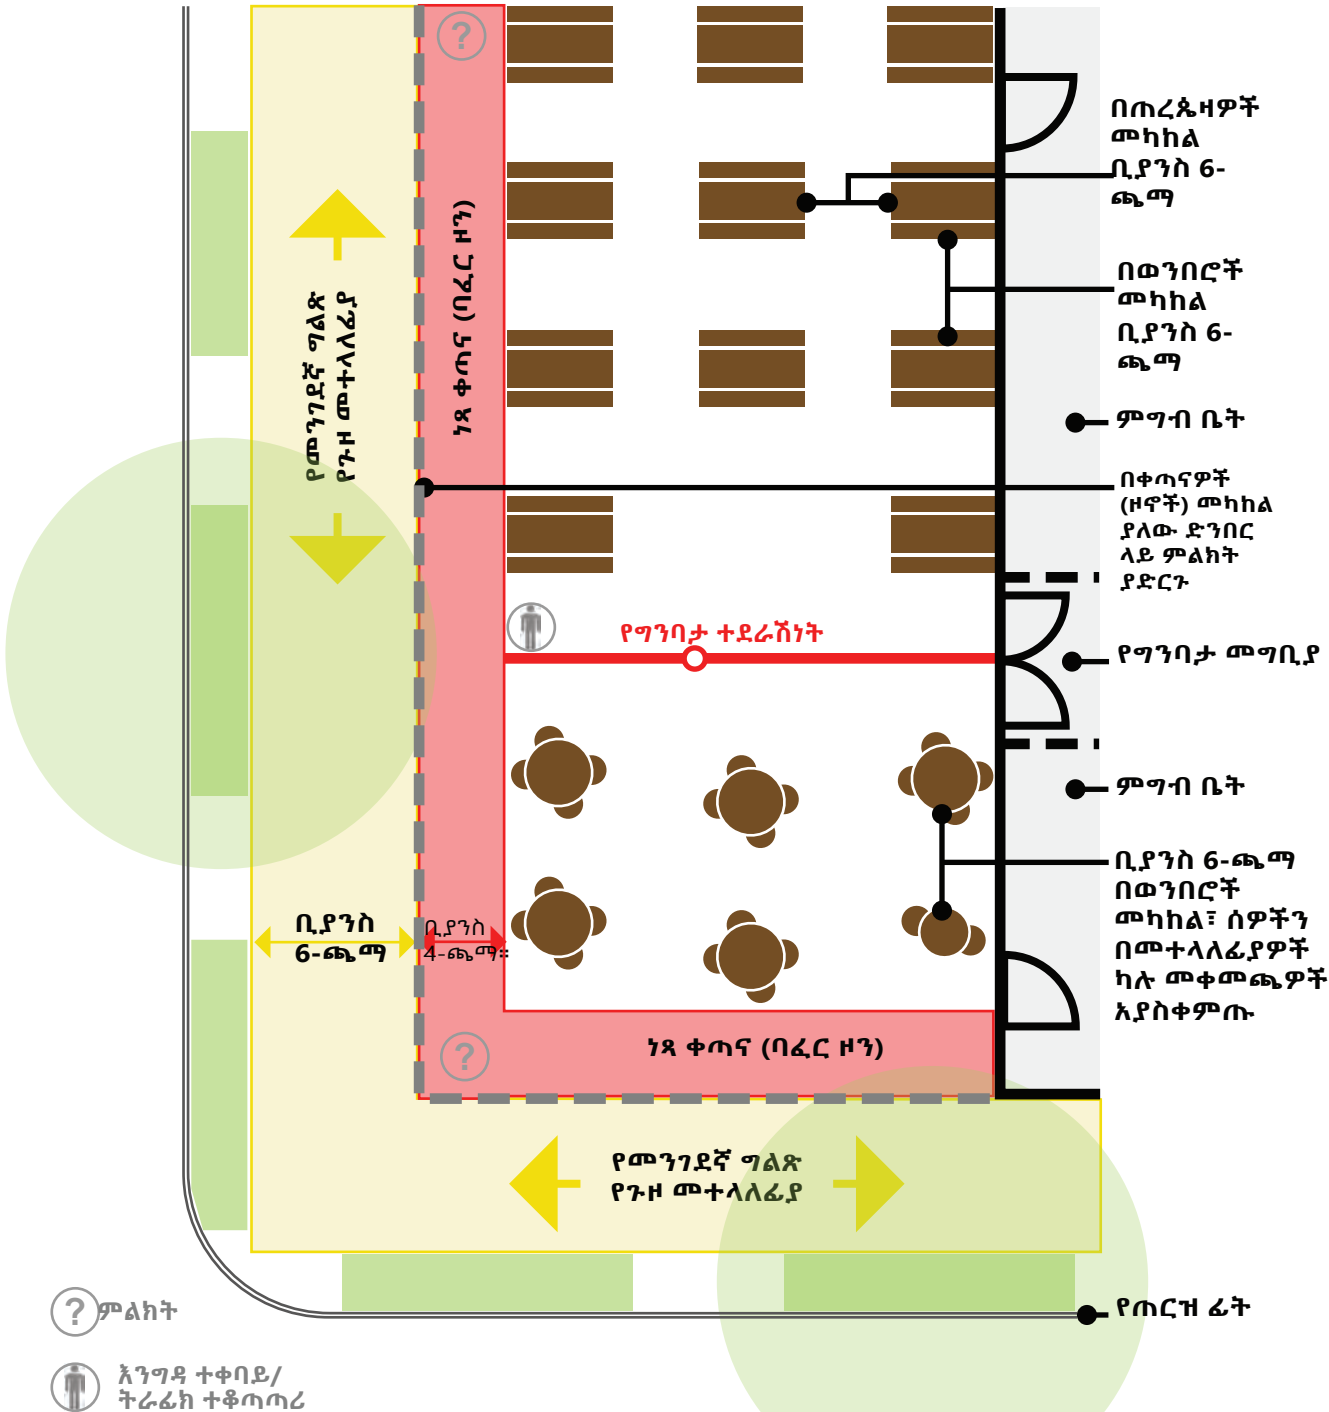 ?
በጠረጴዛዎች
መካከል
ቢያንስ 6-
ጫማ
በወንበሮች
መካከል
ቢያንስ 6-
ጫማ
ምግብ ቤት
በቀጣናዎች
(ዞኖች) መካከል
ያለው ድንበር
ላይ ምልክት
ያድርጉ
የመንገደኛ ግልጽ
የጉዞ መተላለፊያ
ነጻ ቀጣና (ባፈር ዞን)
የግንባታ ተደራሽነት
የግንባታ መግቢያ
ምግብ ቤት
ቢያንስ 6-ጫማ
በወንበሮች
መካከል፣ ሰዎችን
በመተላለፊያዎች
ካሉ መቀመጫዎች
አያስቀምጡ
ቢያንስ
6-ጫማ
ቢያንስ
4-ጫማ።
?
ነጻ ቀጣና (ባፈር ዞን)
የመንገደኛ ግልጽ
የጉዞ መተላለፊያ
የጠርዝ ፊት
? ምልክት
እንግዳ ተቀባይ/
ትራፊክ ተቆጣጣሪ